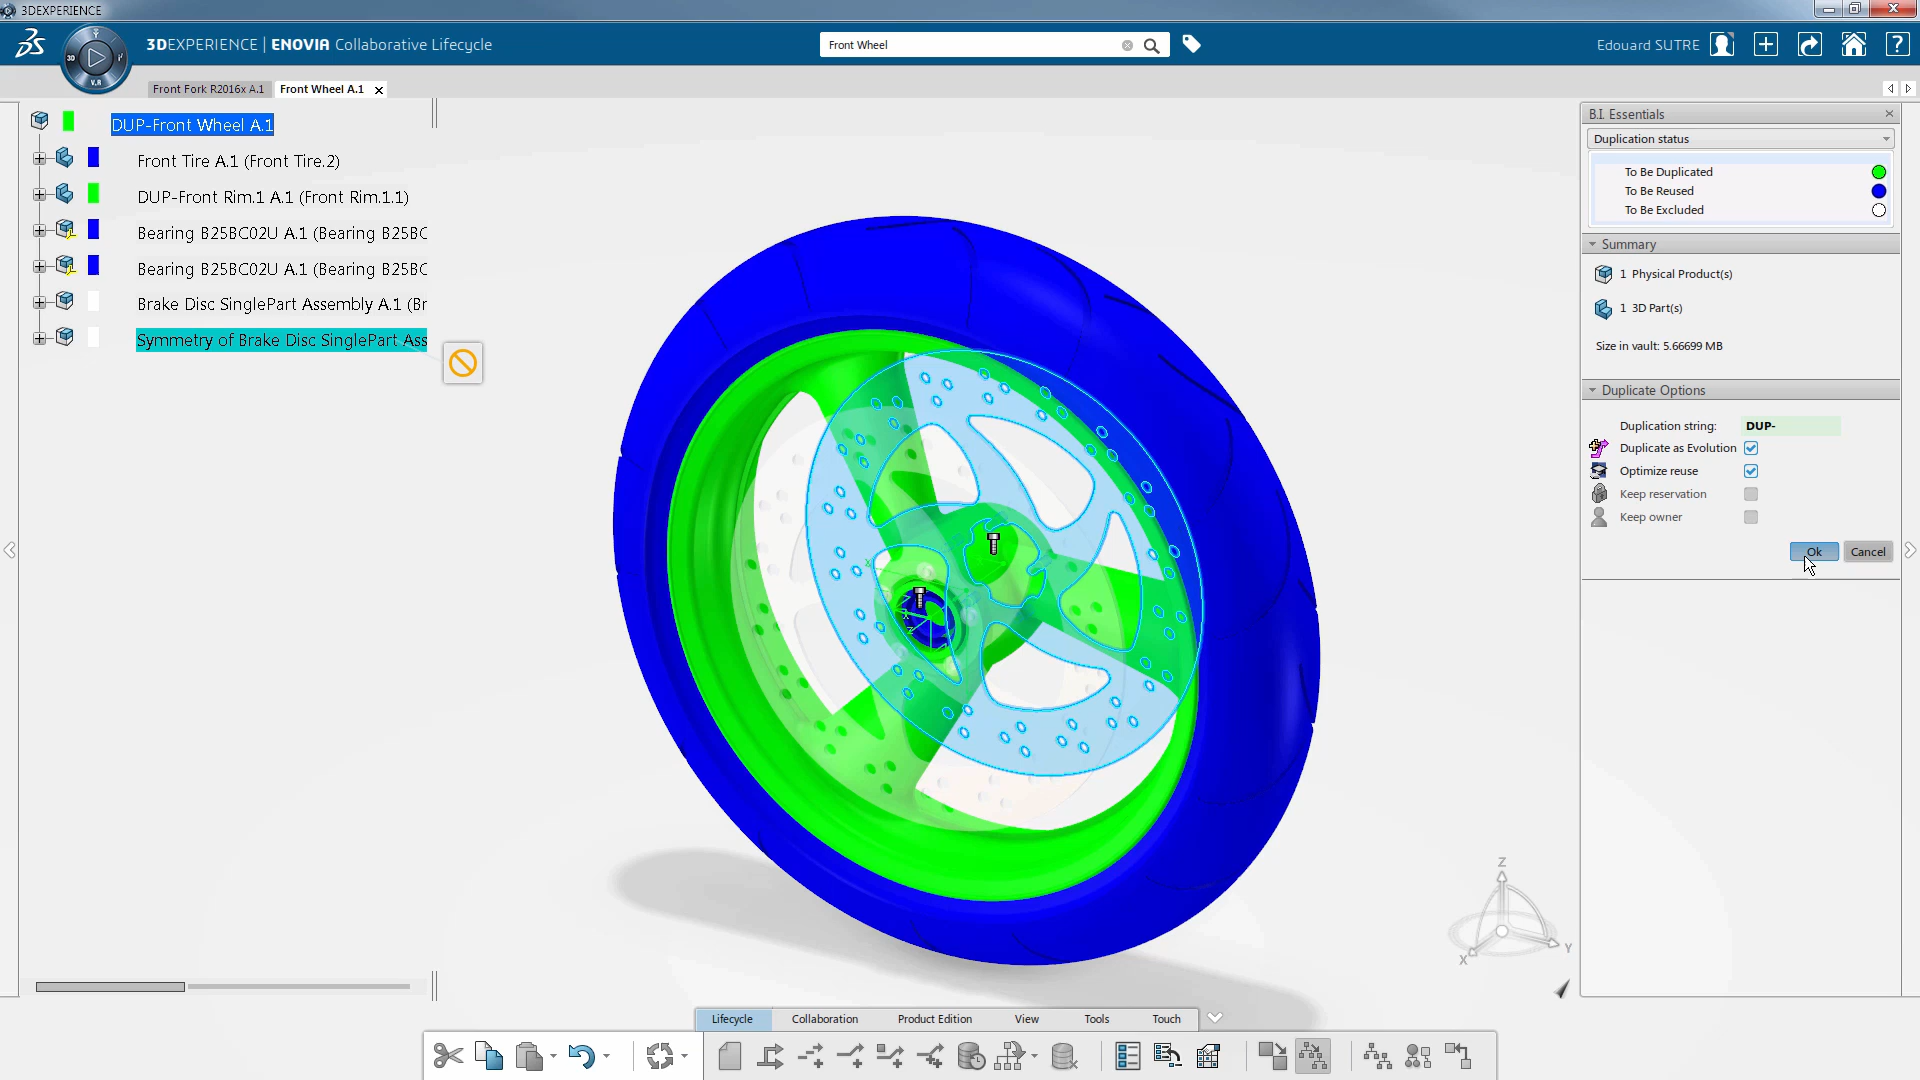 3DEXPERIENCE
3DEXPERIENCE | ENOVIA Collaborative Lifecycle
Front Wheel
Edouard SUTRE
3D
V.R
Front Fork R2016x A.1
Front Wheel A.1
DUP-Front Wheel A.1
Front Tire A.1 (Front Tire.2)
DUP-Front Rim.1 A.1 (Front Rim.1.1)
Bearing B25BC02U A.1 (Bearing B25BC
Bearing B25BC02U A.1 (Bearing B25BC
Brake Disc SinglePart Assembly A.1 (Br
Symmetry of Brake Disc SinglePart Ass
B.I. Essentials
Duplication status
To Be Duplicated
To Be Reused
To Be Excluded
Summary
1 Physical Product(s)
1 3D Part(s)
Size in vault: 5.66699 MB
Duplicate Options
Duplication string: DUP-
Duplicate as Evolution
Optimize reuse
Keep reservation
Keep owner
Ok
Cancel
Z
Y
X
Lifecycle
Collaboration
Product Edition
View
Tools
Touch